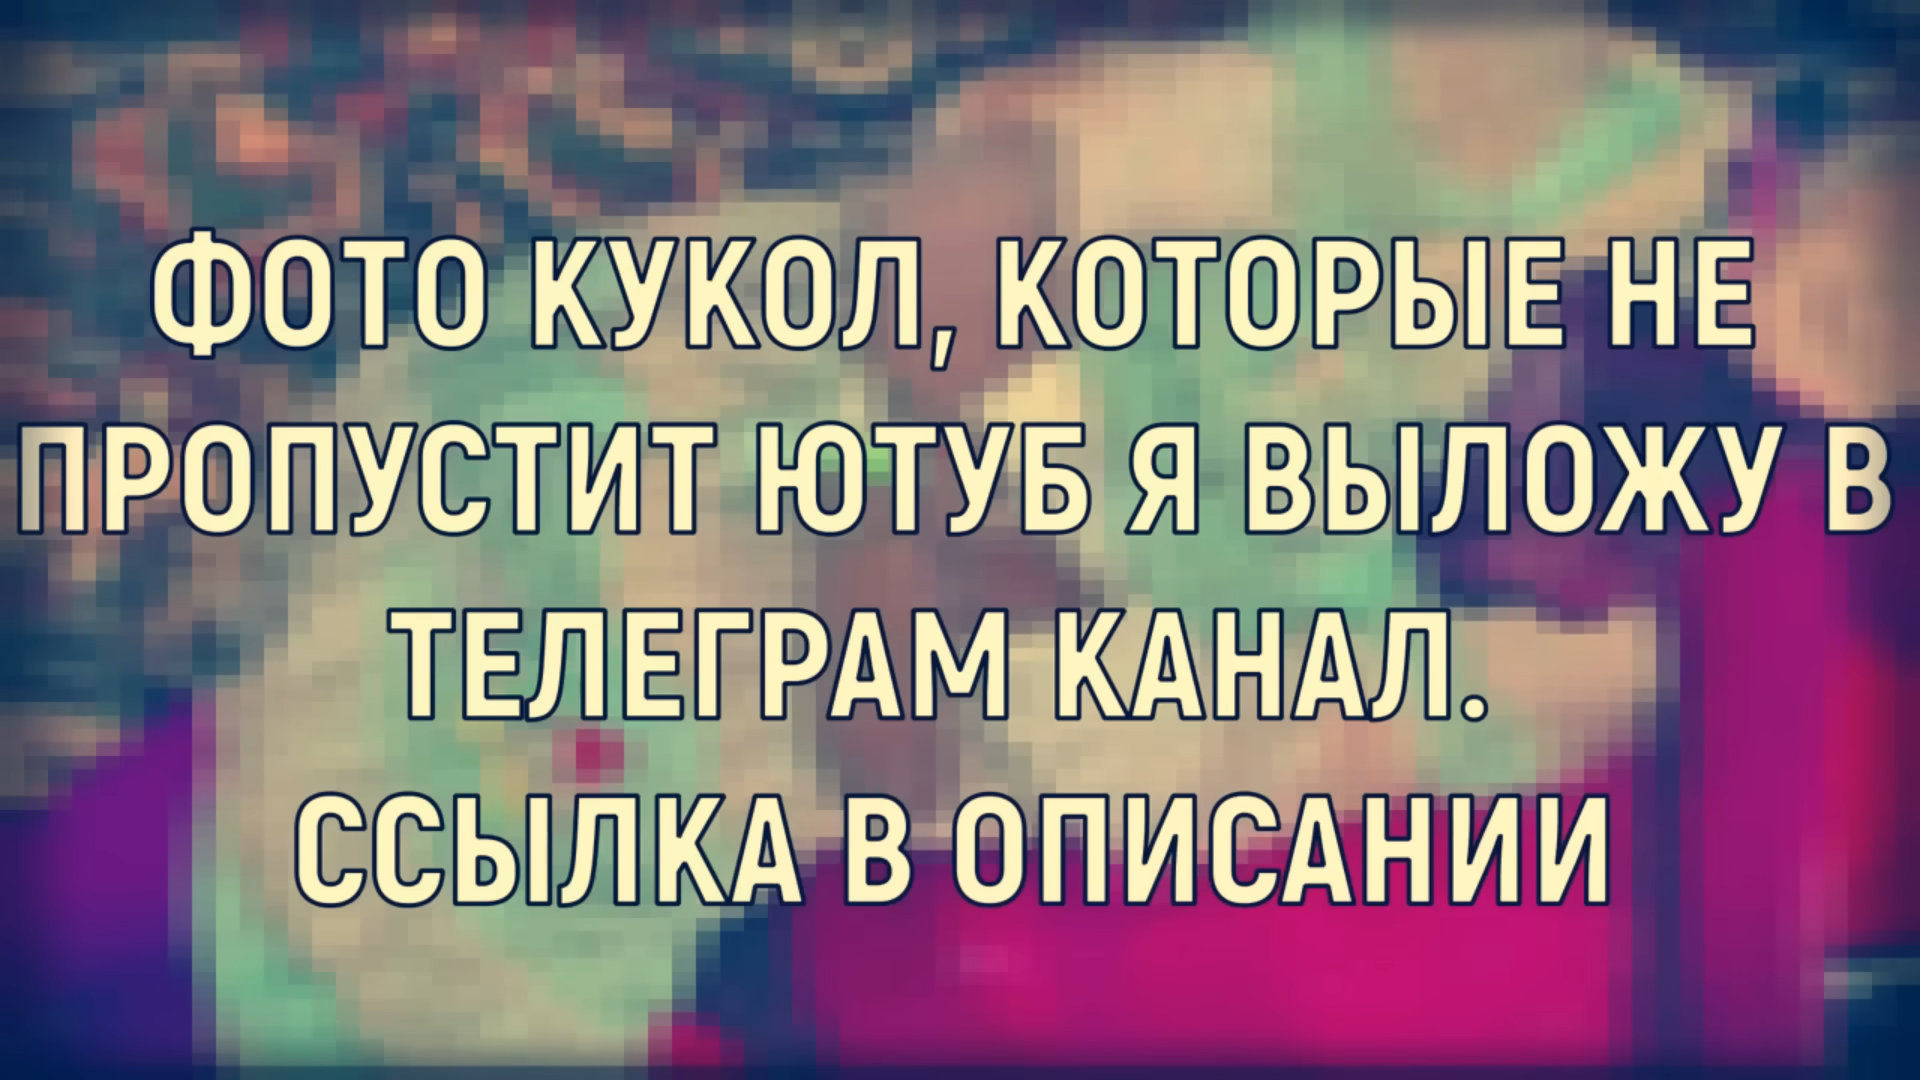 ФОТО КУКОЛ, КОТОРЫЕ НЕ
ПРОПУСТИТ ЮТУБ Я ВЫЛОЖУ В
ТЕЛЕГРАМ КАНАЛ.
ССЫЛКА В ОПИСАНИИ